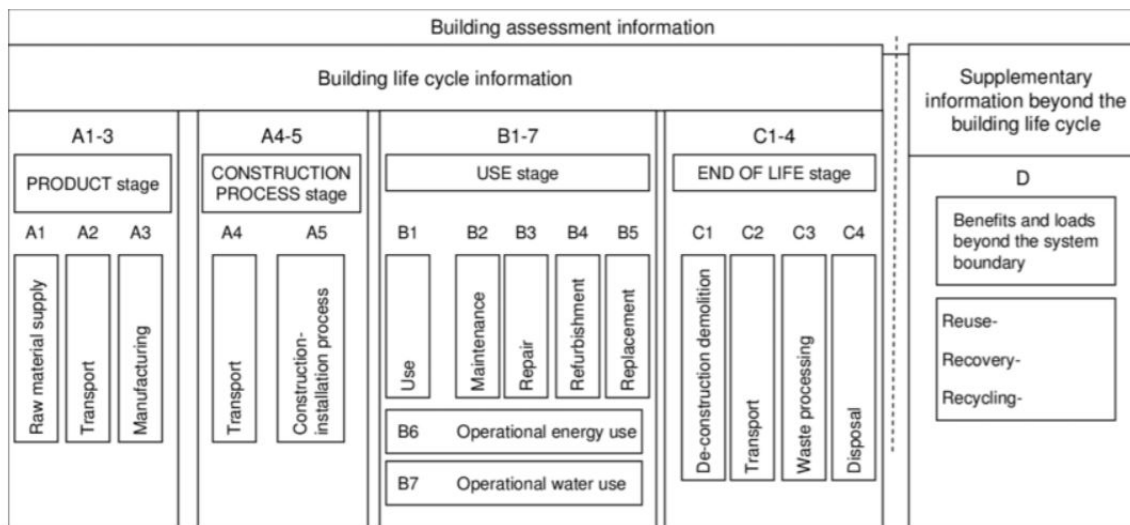 Building assessment information
Building life cycle information
Supplementary
information beyond the
building life cycle
A1-3
PRODUCT stage
A1 A2 A3
Raw material supply
Transport
Manufacturing
A4-5
CONSTRUCTION
PROCESS stage
A4 A5
Transport
Construction-
installation process
B1-7
USE stage
B1 B2 B3 B4 B5
Use
Maintenance
Repair
Refurbishment
Replacement
B6 Operational energy use
B7 Operational water use
C1-4
END OF LIFE stage
C1 C2 C3 C4
De-construction demolition
Transport
Waste processing
Disposal
D
Benefits and loads
beyond the system
boundary
Reuse-
Recovery-
Recycling-